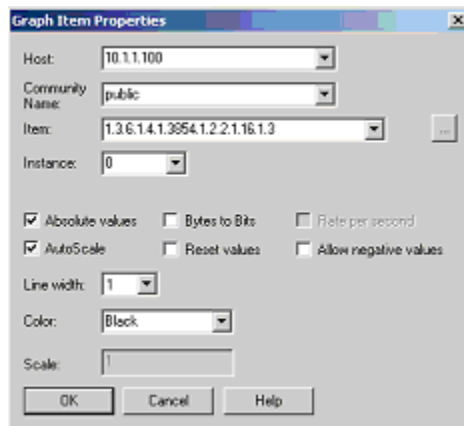 Graph Item Properties
Host: 10.1.1.100
Community Name: public
Item: 1.3.6.1.4.1.3854.1.2.2.1.16.1.3 ...
Instance: 0
Absolute values Bytes to Bits Rate per second
AutoScale Reset values Allow negative values
Line width: 1
Color: Black
Scale: 1
OK Cancel Help